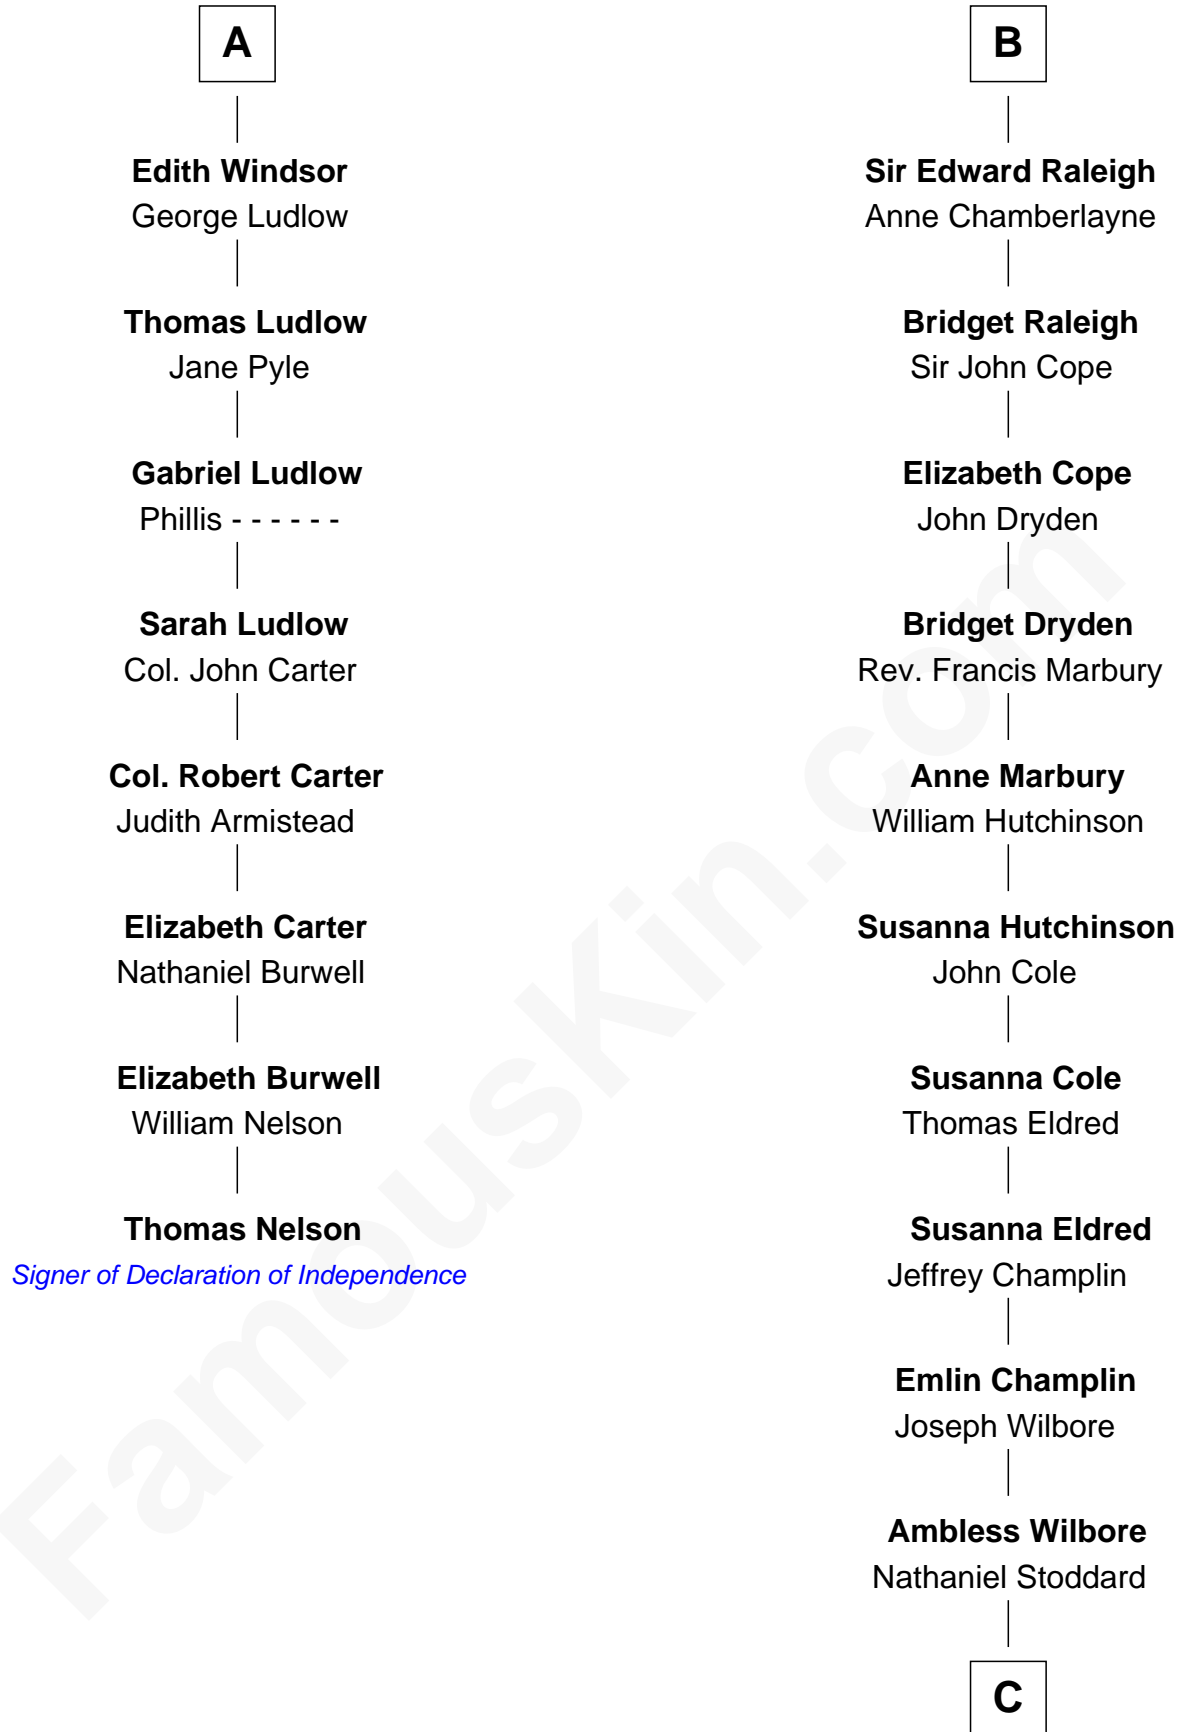 A
Edith Windsor
George Ludlow
Thomas Ludlow
Jane Pyle
Gabriel Ludlow
Phillis - - - - - -
Sarah Ludlow
Col. John Carter
Col. Robert Carter
Judith Armistead
Elizabeth Carter
Nathaniel Burwell
Elizabeth Burwell
William Nelson
Thomas Nelson
Signer of Declaration of Independence
B
Sir Edward Raleigh
Anne Chamberlayne
Bridget Raleigh
Sir John Cope
Elizabeth Cope
John Dryden
Bridget Dryden
Rev. Francis Marbury
Anne Marbury
William Hutchinson
Susanna Hutchinson
John Cole
Susanna Cole
Thomas Eldred
Susanna Eldred
Jeffrey Champlin
Emlin Champlin
Joseph Wilbore
Ambless Wilbore
Nathaniel Stoddard
C
FamousKin.com